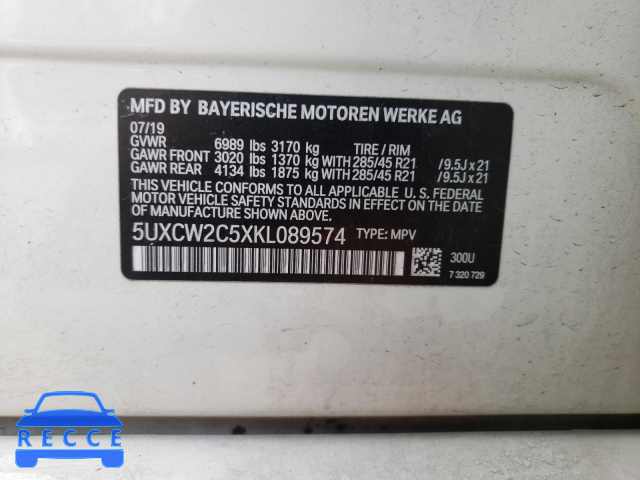 MFD BY BAYERISCHE MOTOREN WERKE AG
07/19
GVWR 6989 lbs 3170 kg TIRE / RIM
GAWR FRONT 3020 lbs 1370 kg WITH 285/45 R21 /9.5J x 21
GAWR REAR 4134 lbs 1875 kg WITH 285/45 R21 /9.5J x 21
THIS VEHICLE CONFORMS TO ALL APPLICABLE U. S. FEDERAL
MOTOR VEHICLE SAFETY STANDARDS IN EFFECT ON THE
DATE OF MANUFACTURE SHOWN ABOVE.
5UXCW2C5XKL089574 TYPE: MPV
300U
7 320 729
RECCE